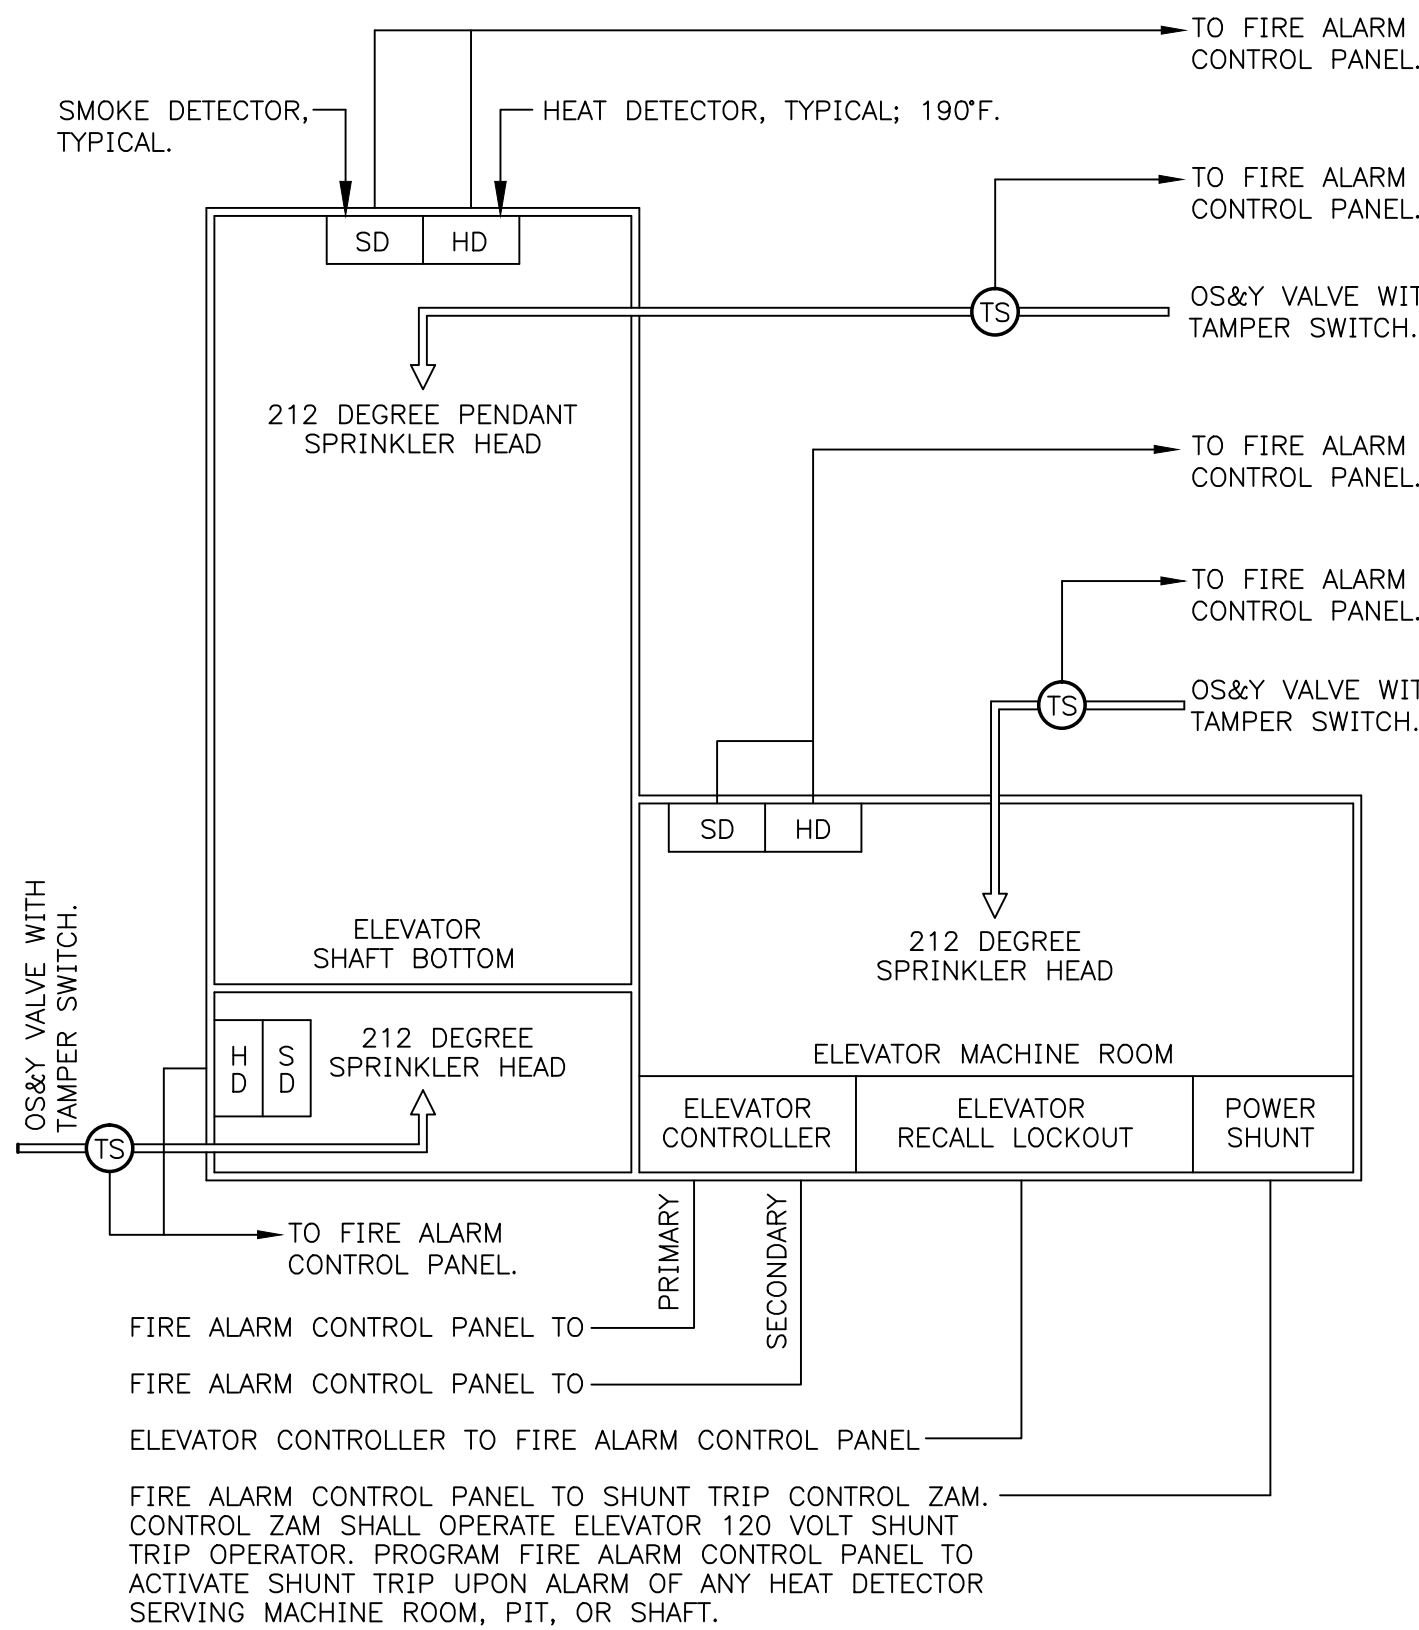 TO FIRE ALARM
CONTROL PANEL.
SMOKE DETECTOR,
TYPICAL.
HEAT DETECTOR, TYPICAL; 190°F.
TO FIRE ALARM
CONTROL PANEL.
SD
HD
OS&Y VALVE WIT
TAMPER SWITCH.
TS
212 DEGREE PENDANT
SPRINKLER HEAD
TO FIRE ALARM
CONTROL PANEL.
TO FIRE ALARM
CONTROL PANEL.
OS&Y VALVE WIT
TAMPER SWITCH.
TS
SD
HD
OS&Y VALVE WITH
TAMPER SWITCH.
ELEVATOR
SHAFT BOTTOM
212 DEGREE
SPRINKLER HEAD
HD
SD
212 DEGREE
SPRINKLER HEAD
ELEVATOR MACHINE ROOM
ELEVATOR
CONTROLLER
ELEVATOR
RECALL LOCKOUT
POWER
SHUNT
TS
TO FIRE ALARM
CONTROL PANEL.
PRIMARY
SECONDARY
FIRE ALARM CONTROL PANEL TO
FIRE ALARM CONTROL PANEL TO
ELEVATOR CONTROLLER TO FIRE ALARM CONTROL PANEL
FIRE ALARM CONTROL PANEL TO SHUNT TRIP CONTROL ZAM.
CONTROL ZAM SHALL OPERATE ELEVATOR 120 VOLT SHUNT
TRIP OPERATOR. PROGRAM FIRE ALARM CONTROL PANEL TO
ACTIVATE SHUNT TRIP UPON ALARM OF ANY HEAT DETECTOR
SERVING MACHINE ROOM, PIT, OR SHAFT.